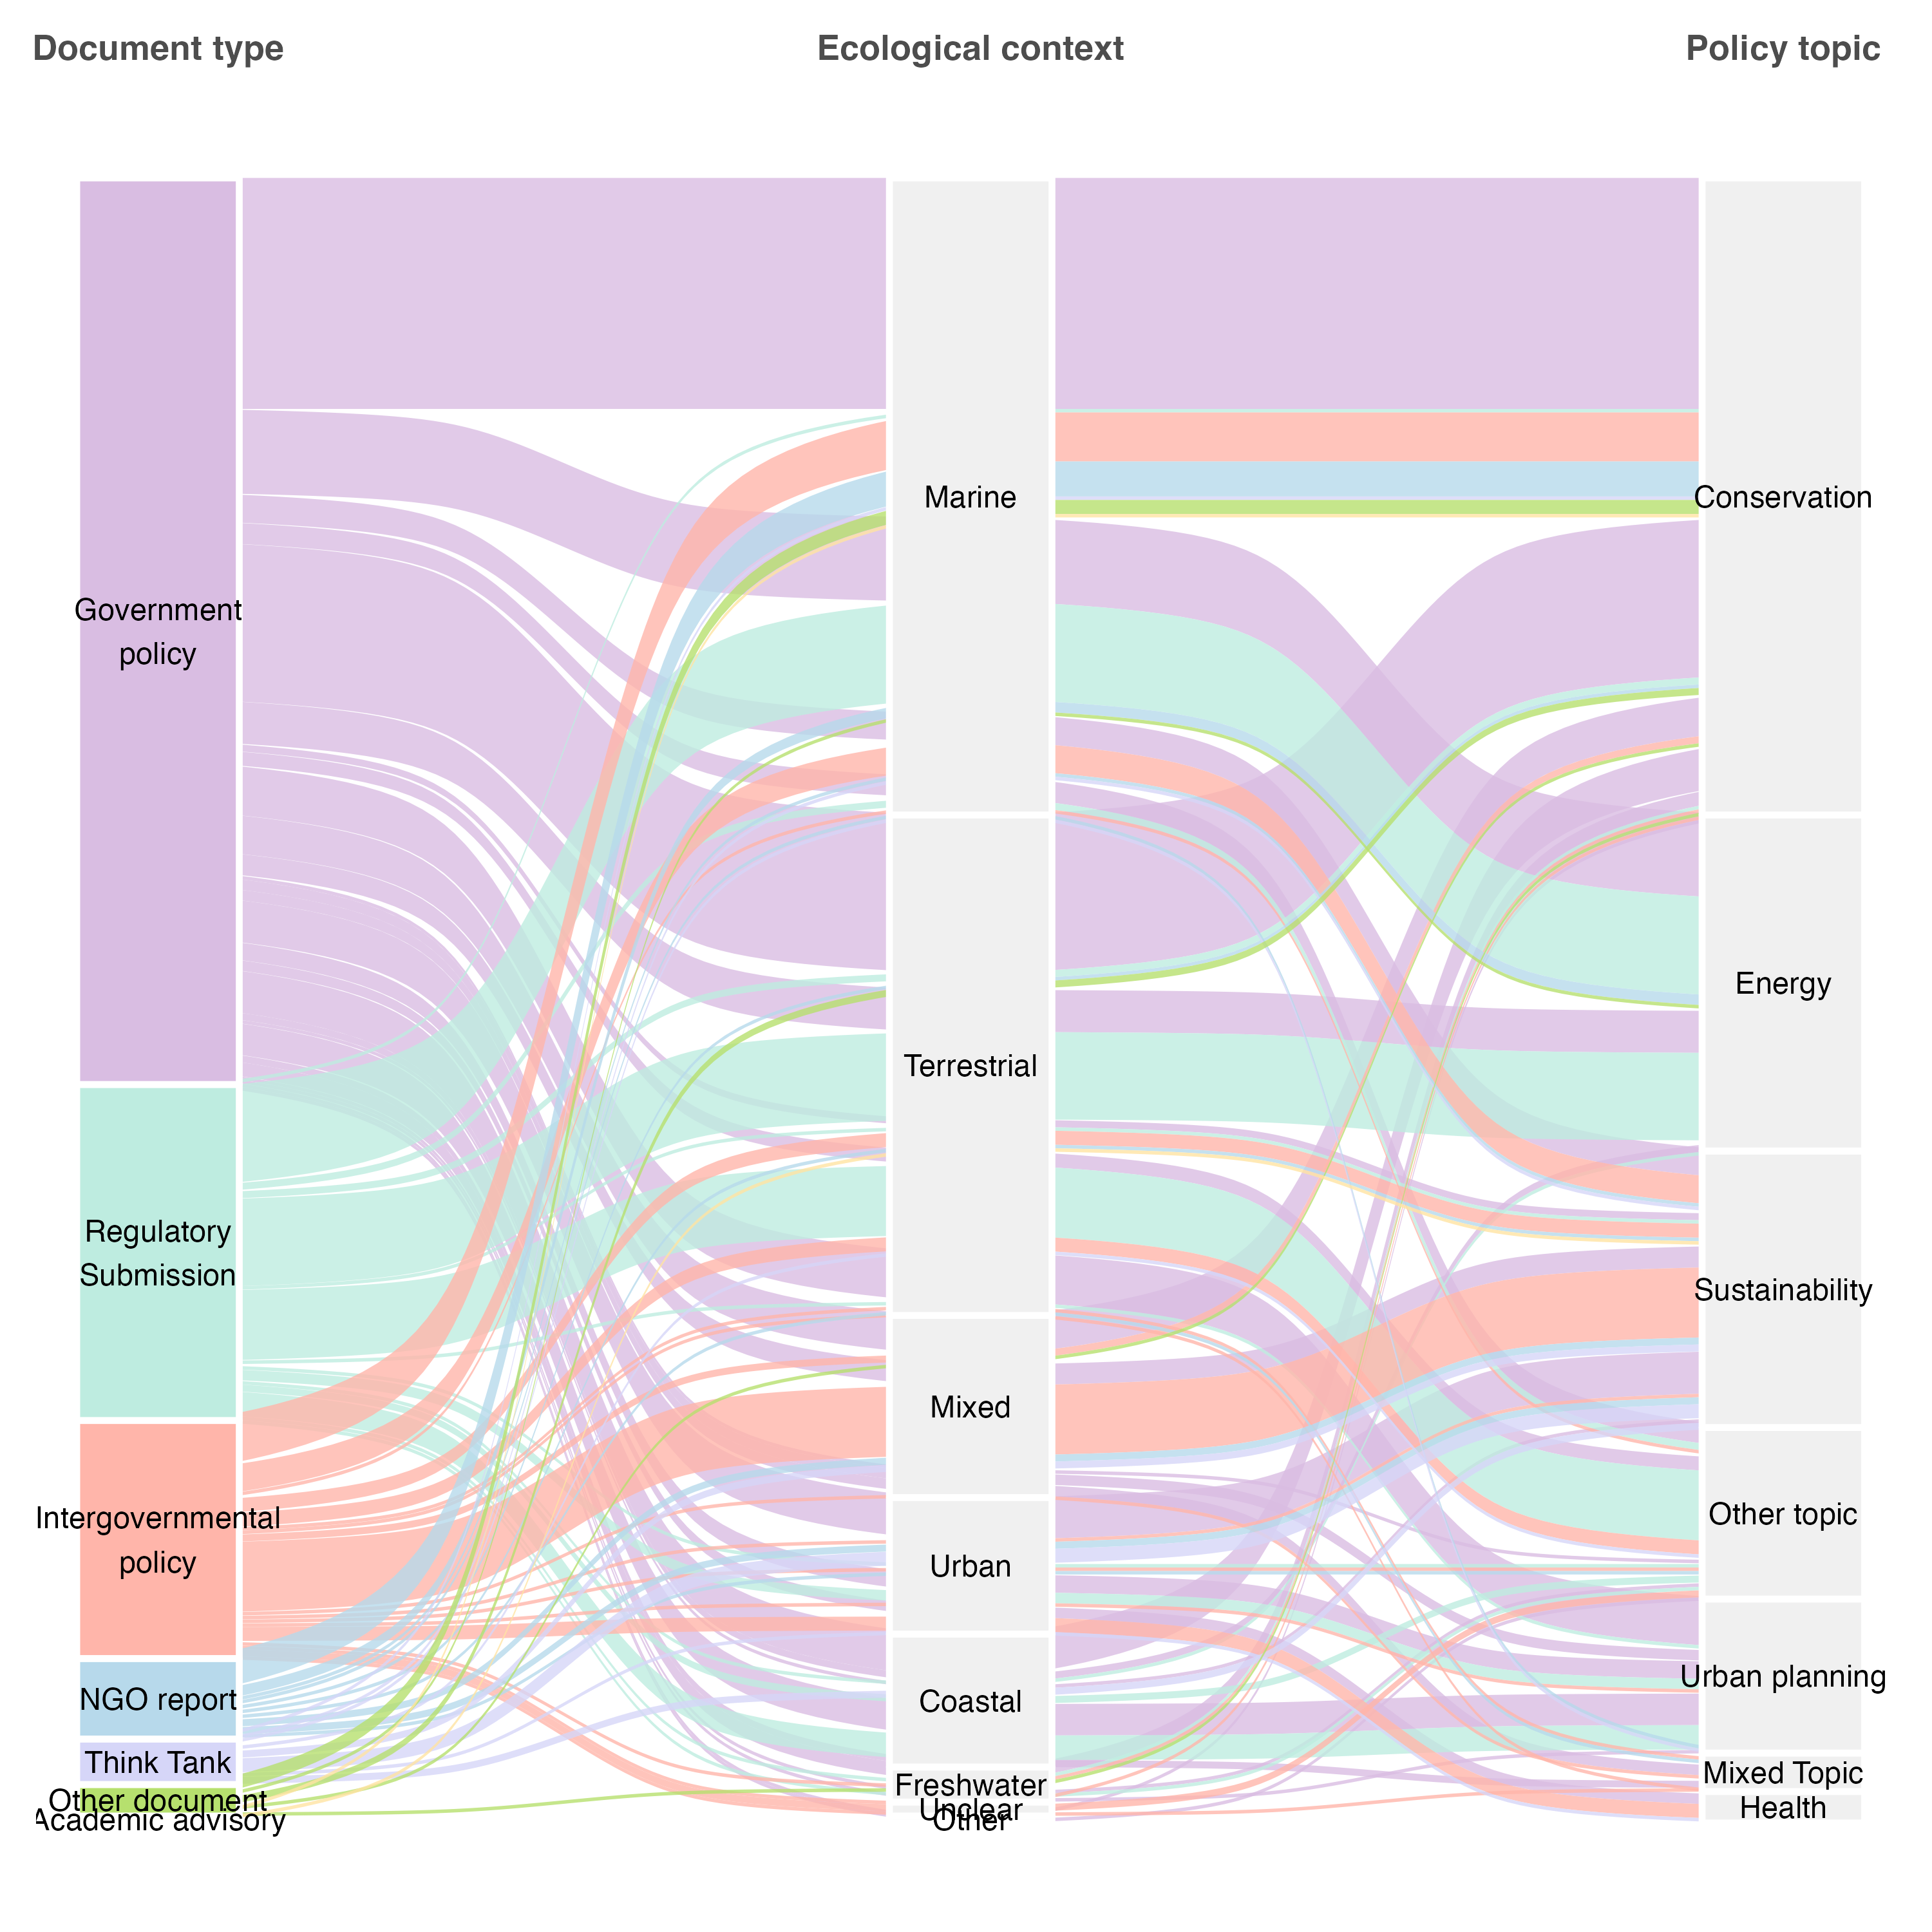 Document type
Ecological context
Policy topic
Government
policy
Regulatory
Submission
Intergovernmental
policy
NGO report
Think Tank
Other document
Academic advisory
Marine
Terrestrial
Mixed
Urban
Coastal
Freshwater
Unclear
Other
Conservation
Energy
Sustainability
Other topic
Urban planning
Mixed Topic
Health